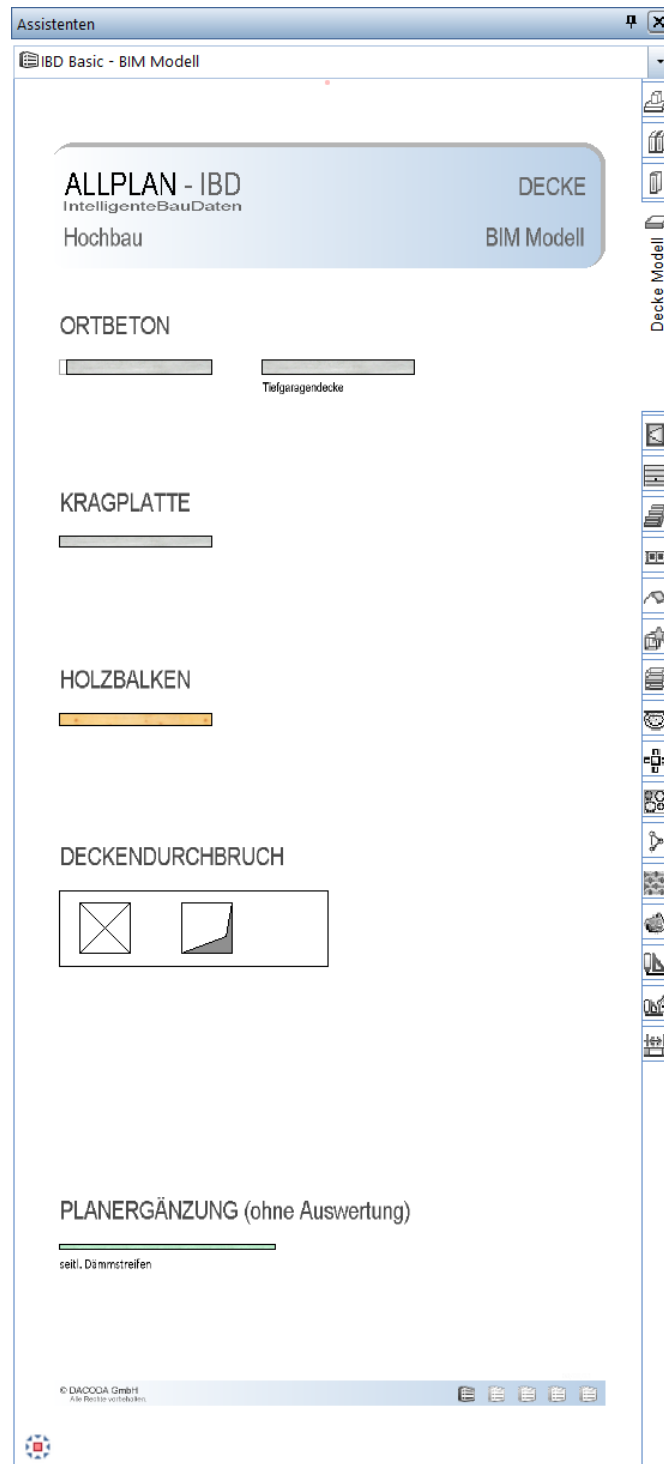 Assistenten
IBD Basic - BIM Modell
ALLPLAN - IBD
IntelligenteBauDaten
DECKE
Hochbau
BIM Modell
Decke Modell
ORTBETON
Tiefgaragendecke
KRAGPLATTE
HOLZBALKEN
DECKENDURCHBRUCH
PLANERGÄNZUNG (ohne Auswertung)
seitl. Dämmstreifen
© DACODA GmbH
Alle Rechte vorbehalten.